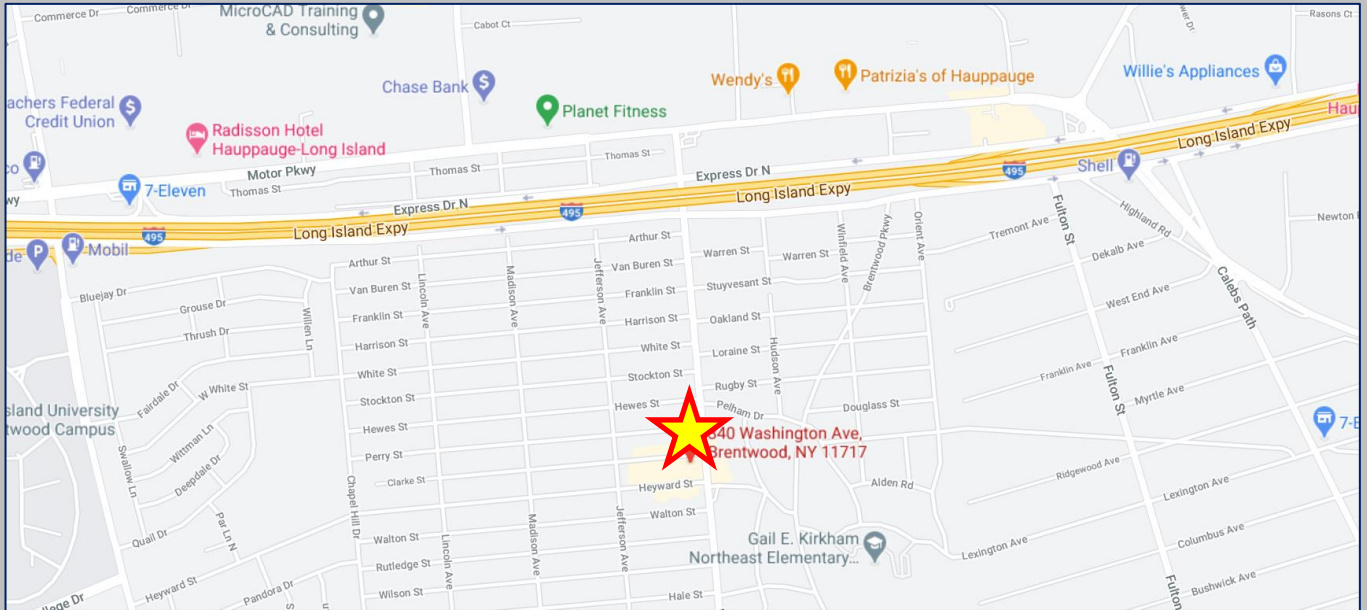 Commerce Dr
Commerce Dr
MicroCAD Training
& Consulting
Cabot Ct
Rasons Ct
Chase Bank
Wendy's
Patrizia's of Hauppauge
Willie's Appliances
achers Federal
Credit Union
Planet Fitness
Hau
Radisson Hotel
Hauppauge-Long Island
Motor Pkwy
Thomas St
Thomas St
Thomas St
7-Eleven
Express Dr N
Express Dr N
Long Island Expy
Long Island Expy
Long Island Expy
495
495
495
Shell
Mobil
Arthur St
Arthur St
Van Buren St
Van Buren St
Franklin St
Franklin St
Harrison St
Harrison St
White St
White St
Stockton St
Stockton St
Hewes St
Hewes St
Perry St
Clarke St
Warren St
Warren St
Stuyvesant St
Oakland St
Loraine St
Rugby St
Pelham Dr
Douglass St
Hudson Ave
Winfield Ave
Brentwood Pkwy
Orient Ave
Tremont Ave
Fulton St
Highland Rd
Newton
Dekalb Ave
West End Ave
Calebs Path
Franklin Ave
Franklin Ave
Fulton St
Myrtle Ave
7-E
Bluejay Dr
Grouse Dr
Thrush Dr
Willen Ln
Lincoln Ave
Madison Ave
Jefferson Ave
Fairdale Dr
W White St
sland University
twood Campus
Wittman Ln
Deepdale Dr
Swallow Ln
Chapel Hill Dr
340 Washington Ave,
Brentwood, NY 11717
Heyward St
Walton St
Alden Rd
Ridgewood Ave
Lexington Ave
Lexington Ave
Columbus Ave
Bushwick Ave
Fulton
Gail E. Kirkham
Northeast Elementary...
Quail Dr
Par Ln N
Walton St
Rutledge St
Wilson St
Lincoln Ave
Madison Ave
Jefferson Ave
Hale St
Heyward St
Pandora Dr